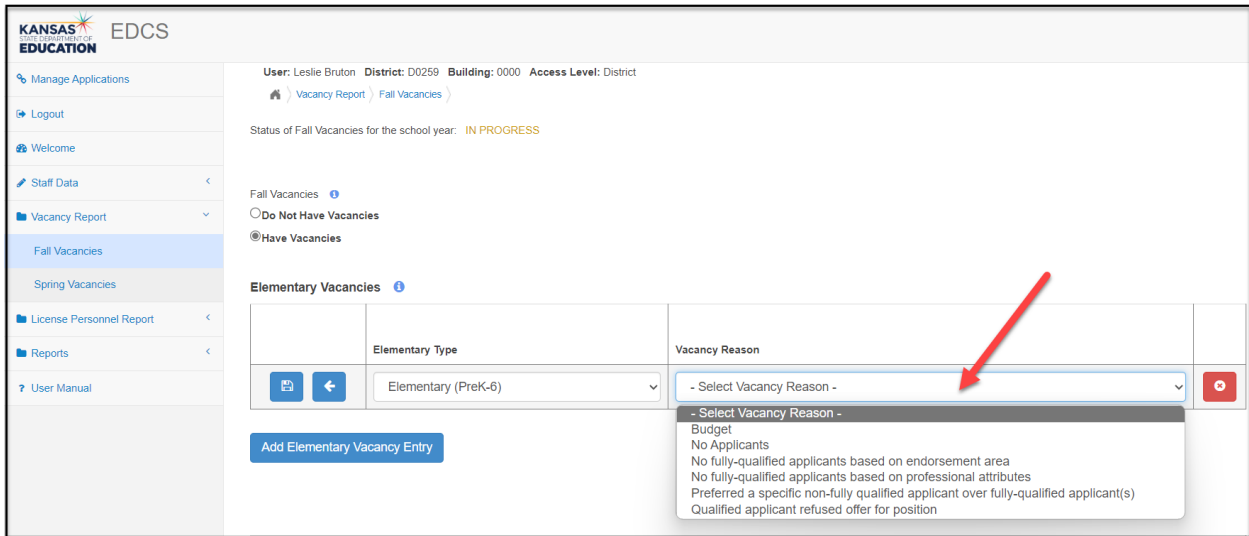 KANSAS
STATE DEPARTMENT OF
EDUCATION
EDCS
Manage Applications
Logout
Welcome
Staff Data
Vacancy Report
Fall Vacancies
Spring Vacancies
License Personnel Report
Reports
? User Manual
User: Leslie Bruton District: D0259 Building: 0000 Access Level: District
Vacancy Report Fall Vacancies
Status of Fall Vacancies for the school year: IN PROGRESS
Fall Vacancies
Do Not Have Vacancies
Have Vacancies
Elementary Vacancies
Elementary Type Vacancy Reason
Elementary (PreK-6) - Select Vacancy Reason -
- Select Vacancy Reason -
Budget
No Applicants
No fully-qualified applicants based on endorsement area
No fully-qualified applicants based on professional attributes
Preferred a specific non-fully qualified applicant over fully-qualified applicant(s)
Qualified applicant refused offer for position
Add Elementary Vacancy Entry